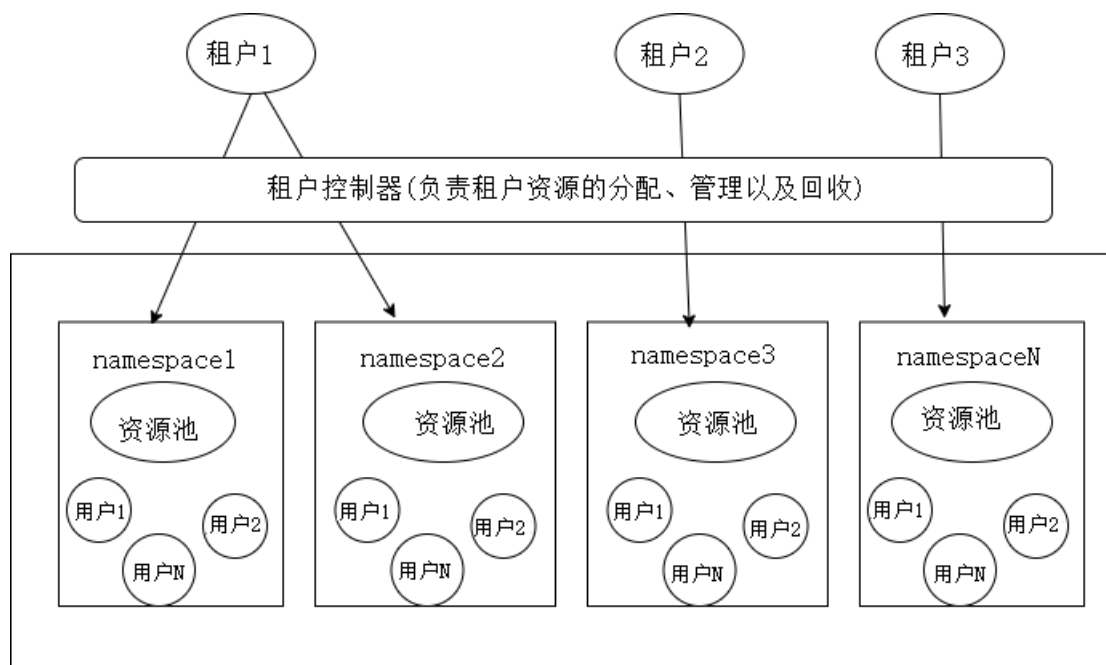 租户1
租户2
租户3
租户控制器(负责租户资源的分配、管理以及回收)
namespace1
资源池
用户1
用户2
用户N
namespace2
资源池
用户1
用户2
用户N
namespace3
资源池
用户1
用户2
用户N
namespaceN
资源池
用户1
用户2
用户N